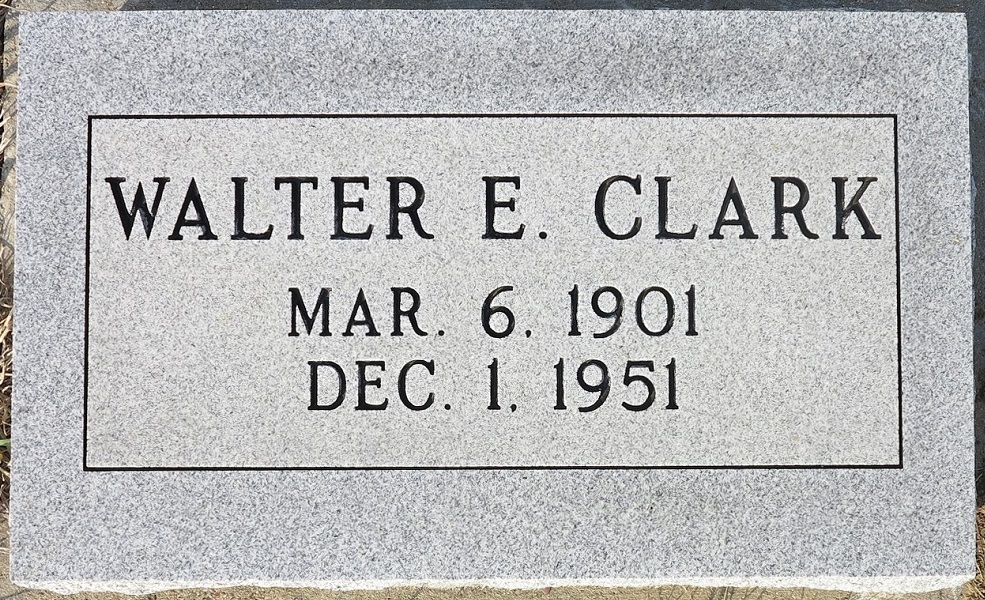 WALTER E. CLARK
MAR. 6, 1901
DEC. 1, 1951